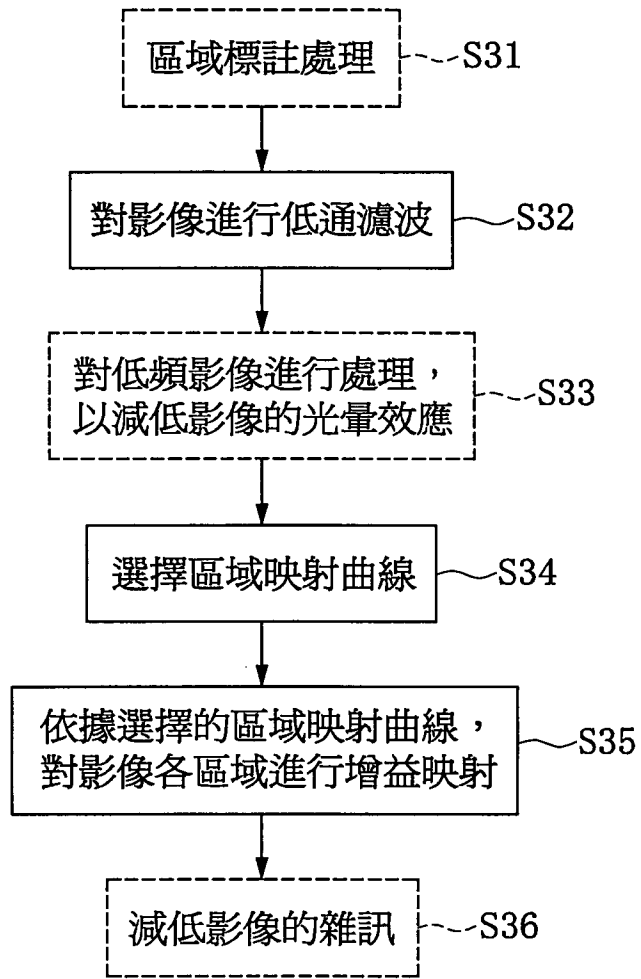 區域標註處理 S31
對影像進行低通濾波 S32
對低頻影像進行處理，
以減低影像的光暈效應 S33
選擇區域映射曲線 S34
依據選擇的區域映射曲線，
對影像各區域進行增益映射 S35
減低影像的雜訊 S36